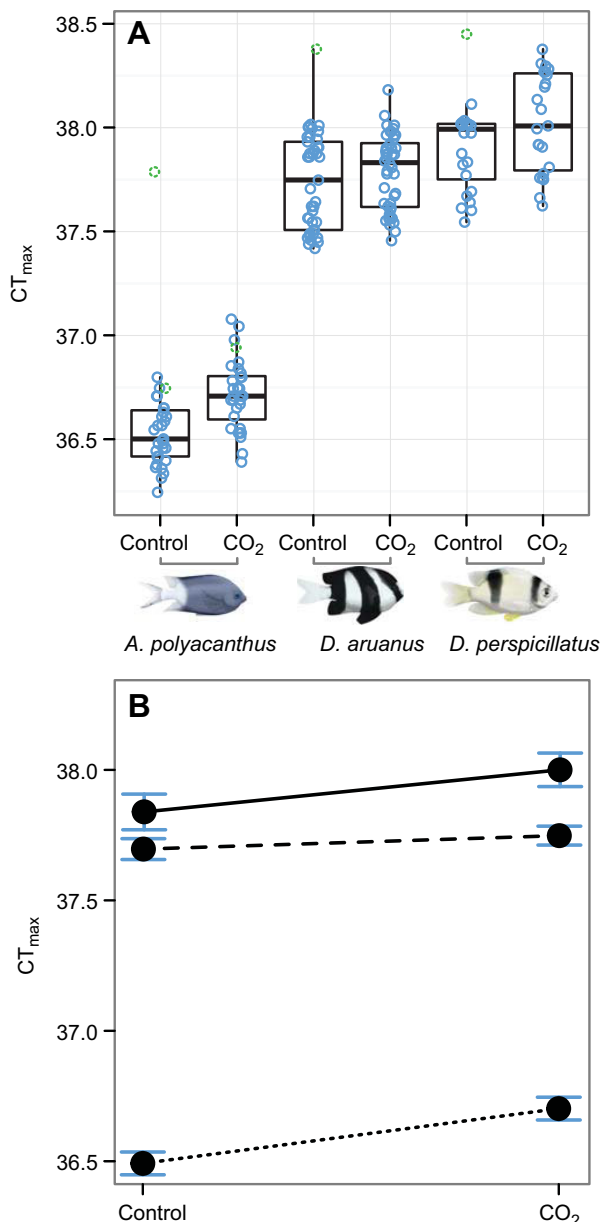 A
38.5
38.0
37.5
37.0
36.5
CTmax
Control CO2 Control CO2 Control CO2
A. polyacanthus D. aruanus D. perspicillatus
B
38.0
37.5
37.0
36.5
CTmax
Control CO2